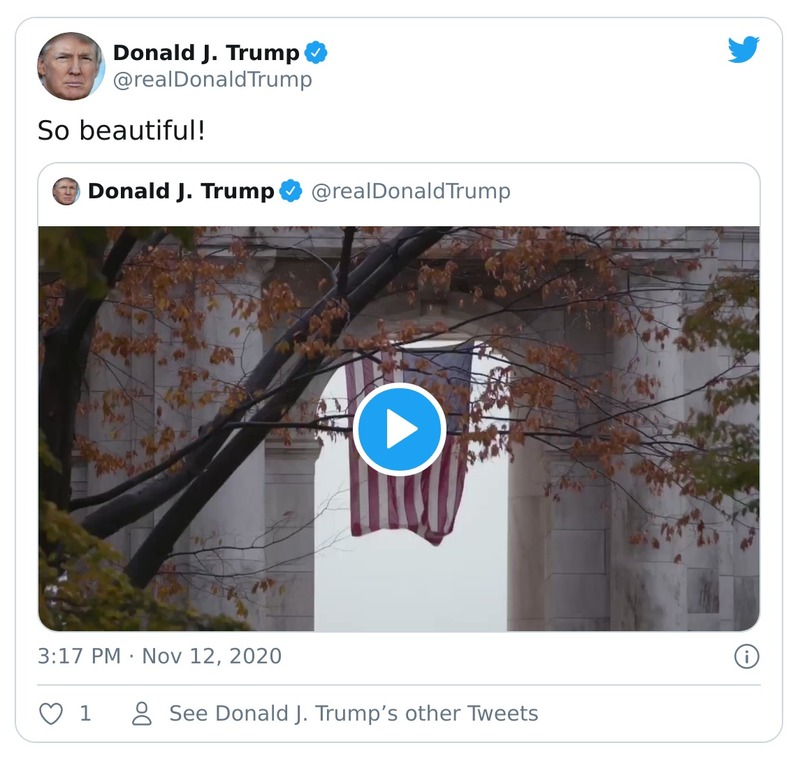 Donald J. Trump
@realDonaldTrump
So beautiful!
Donald J. Trump @realDonaldTrump
3:17 PM · Nov 12, 2020
1 See Donald J. Trump’s other Tweets